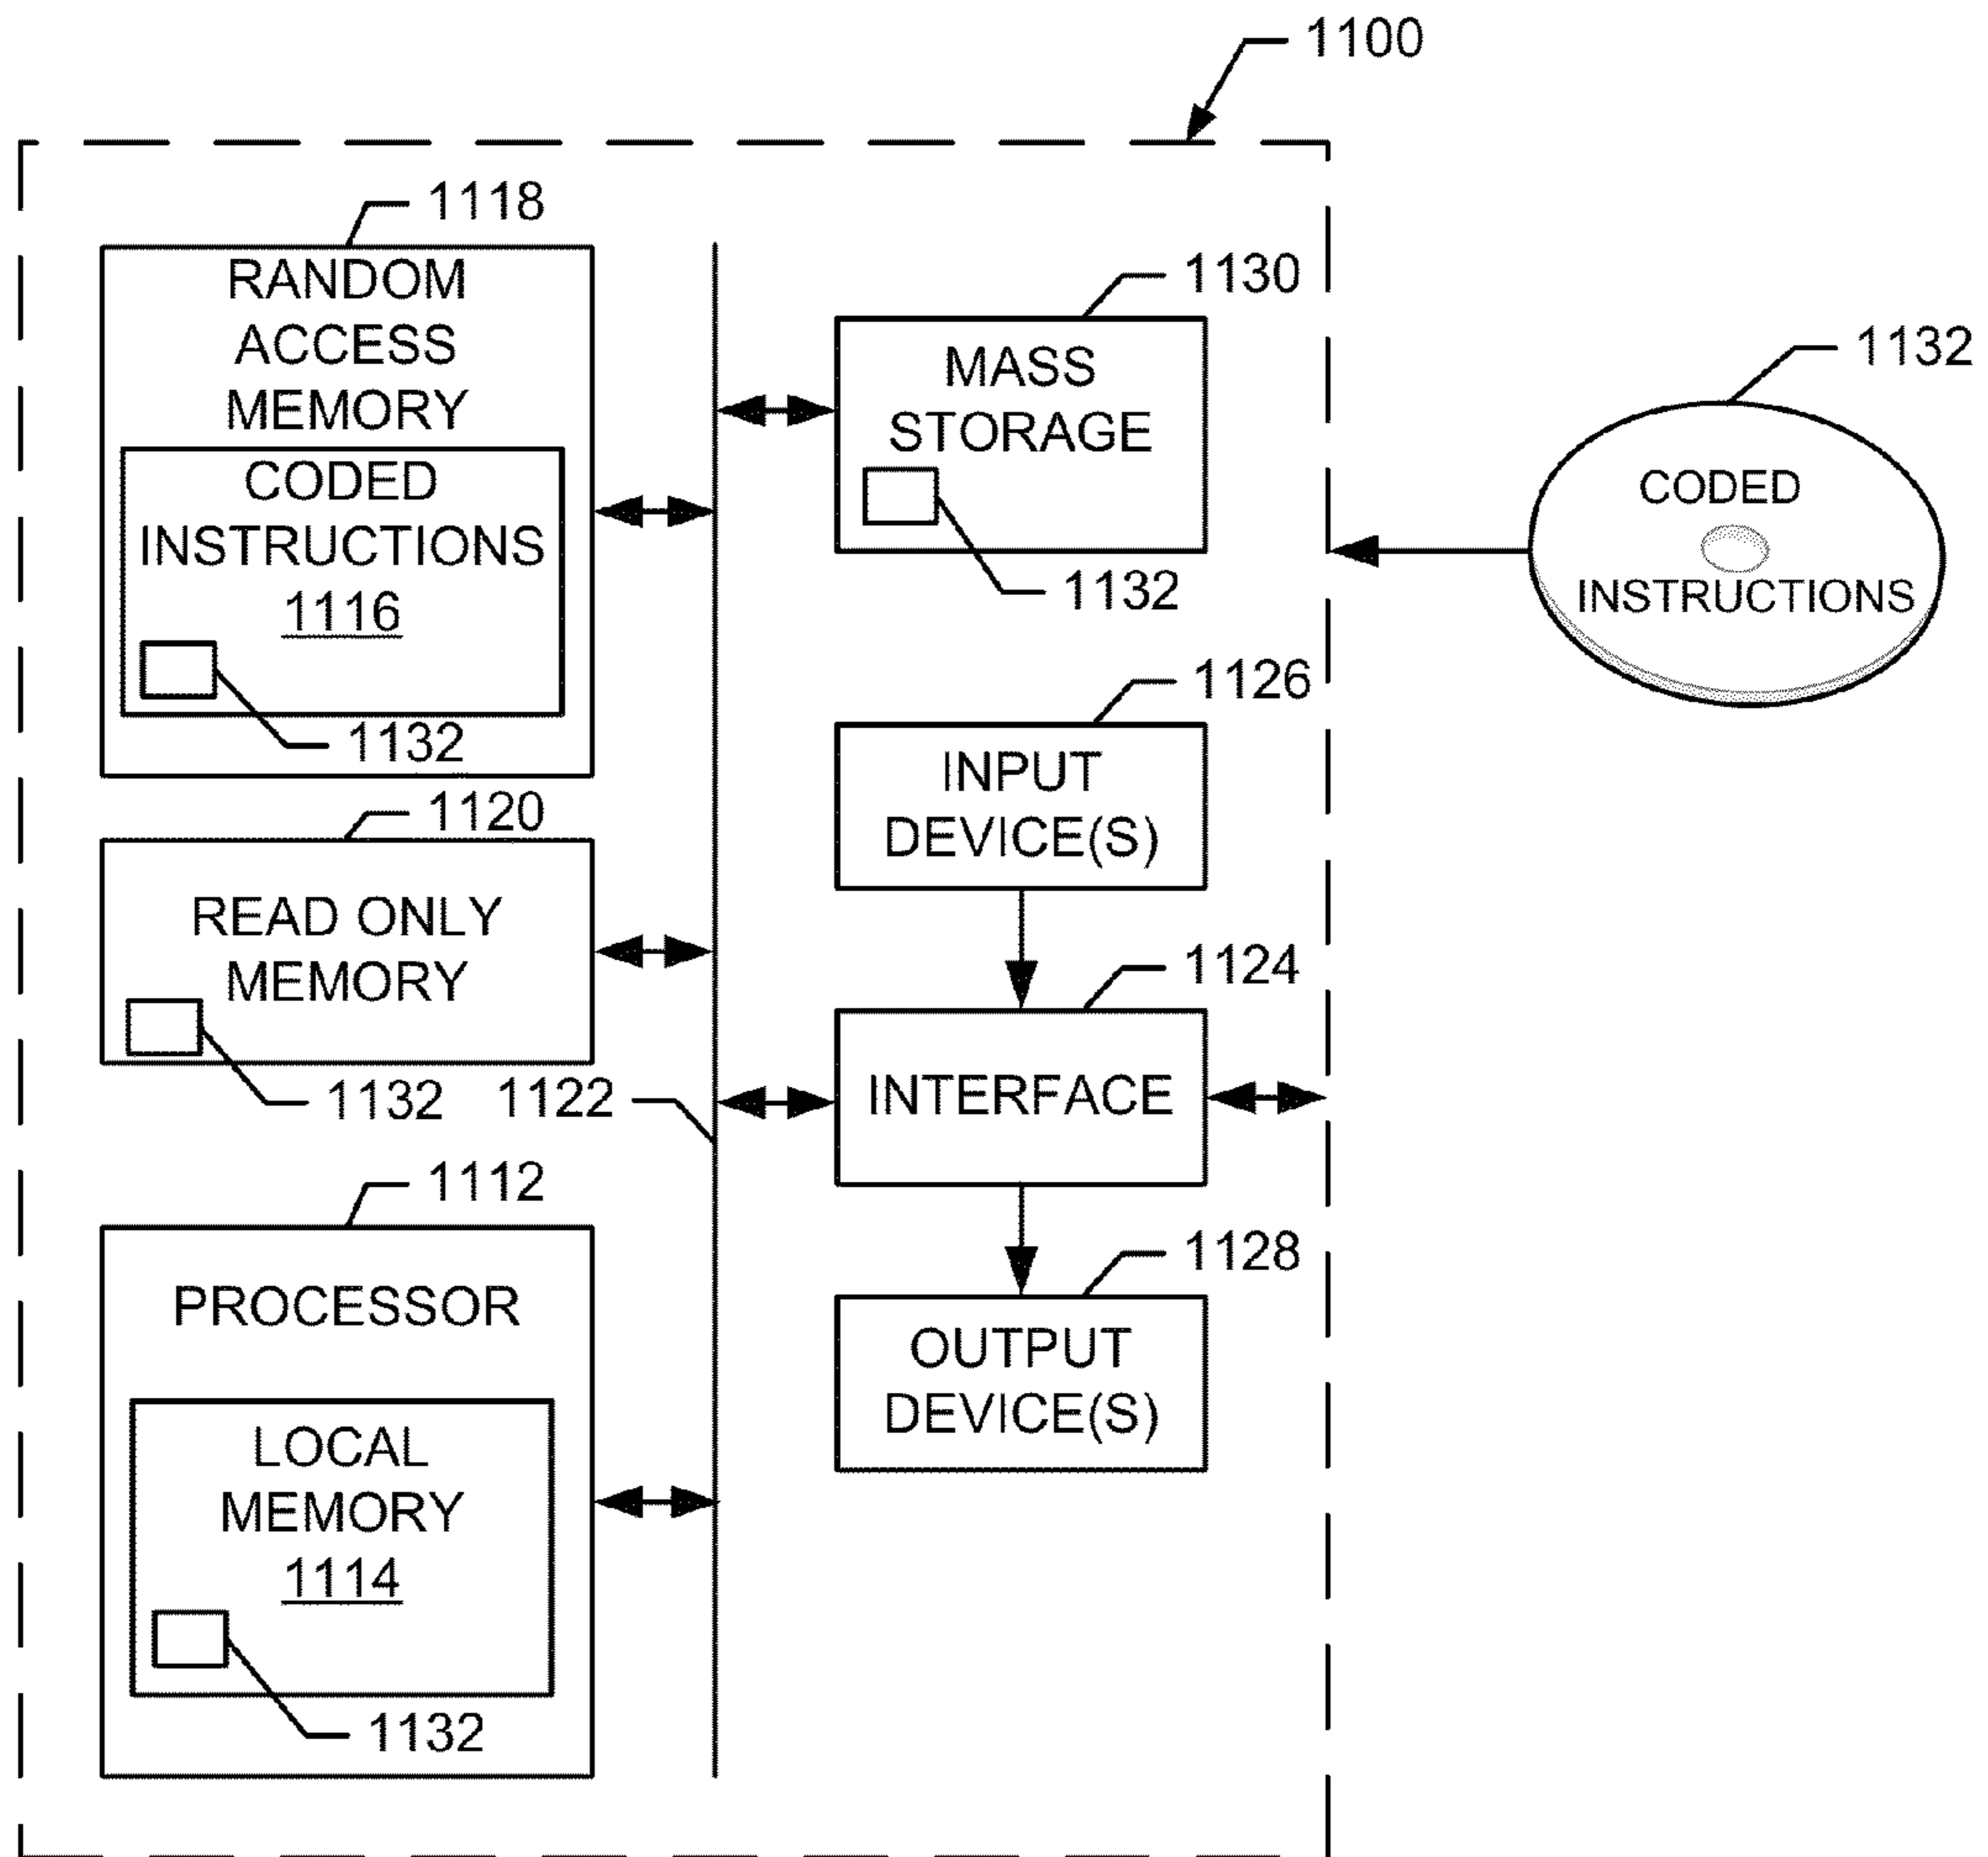 1100
1118
RANDOM
ACCESS
MEMORY
CODED
INSTRUCTIONS
1116
1132
1120
READ ONLY
MEMORY
1132
1122
1112
PROCESSOR
LOCAL
MEMORY
1114
1132
1130
MASS
STORAGE
1132
1126
INPUT
DEVICE(S)
1124
INTERFACE
1128
OUTPUT
DEVICE(S)
1132
CODED
INSTRUCTIONS